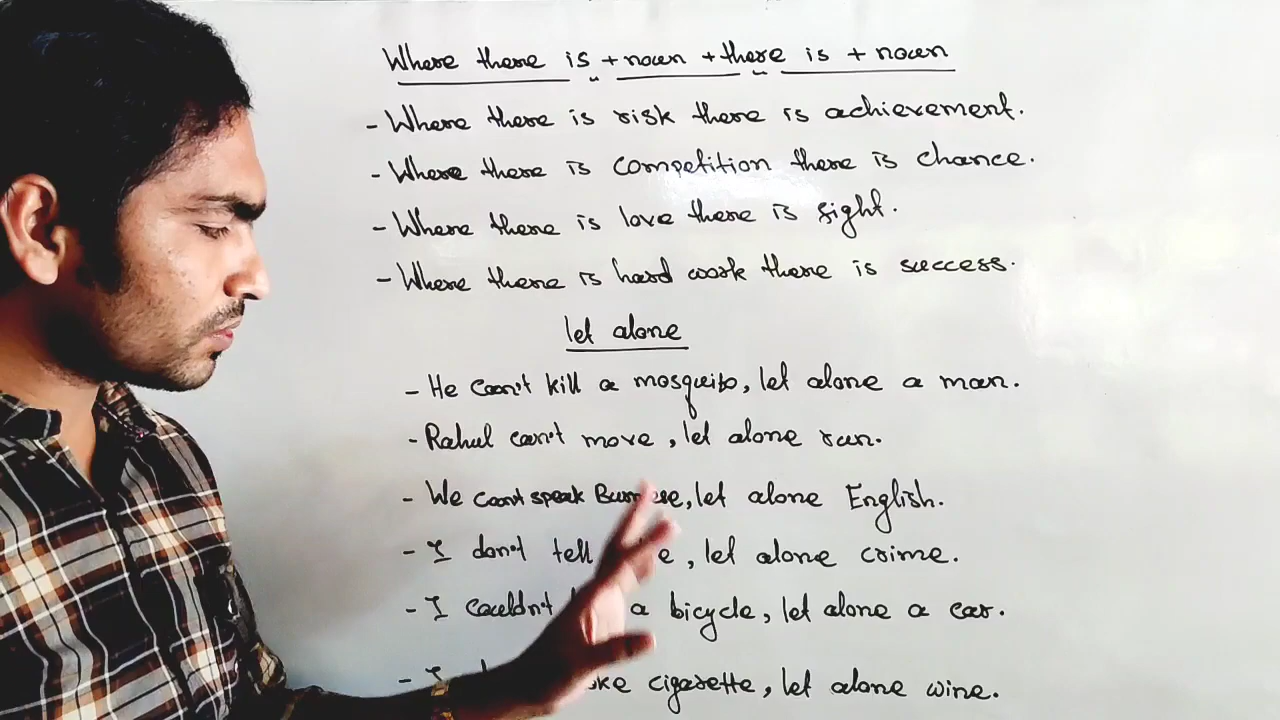 Where there is + noun + there is + noun
- Where there is risk there is achievement.
- Where there is competition there is chance.
- Where there is love there is fight.
- Where there is hard work there is success.
let alone
- He can't kill a mosquito, let alone a man.
- Rahul can't move, let alone run.
- We can't speak Burmese, let alone English.
- I don't tell , let alone crime.
- I couldn't a bicycle, let alone a car.
- I cigarette, let alone wine.